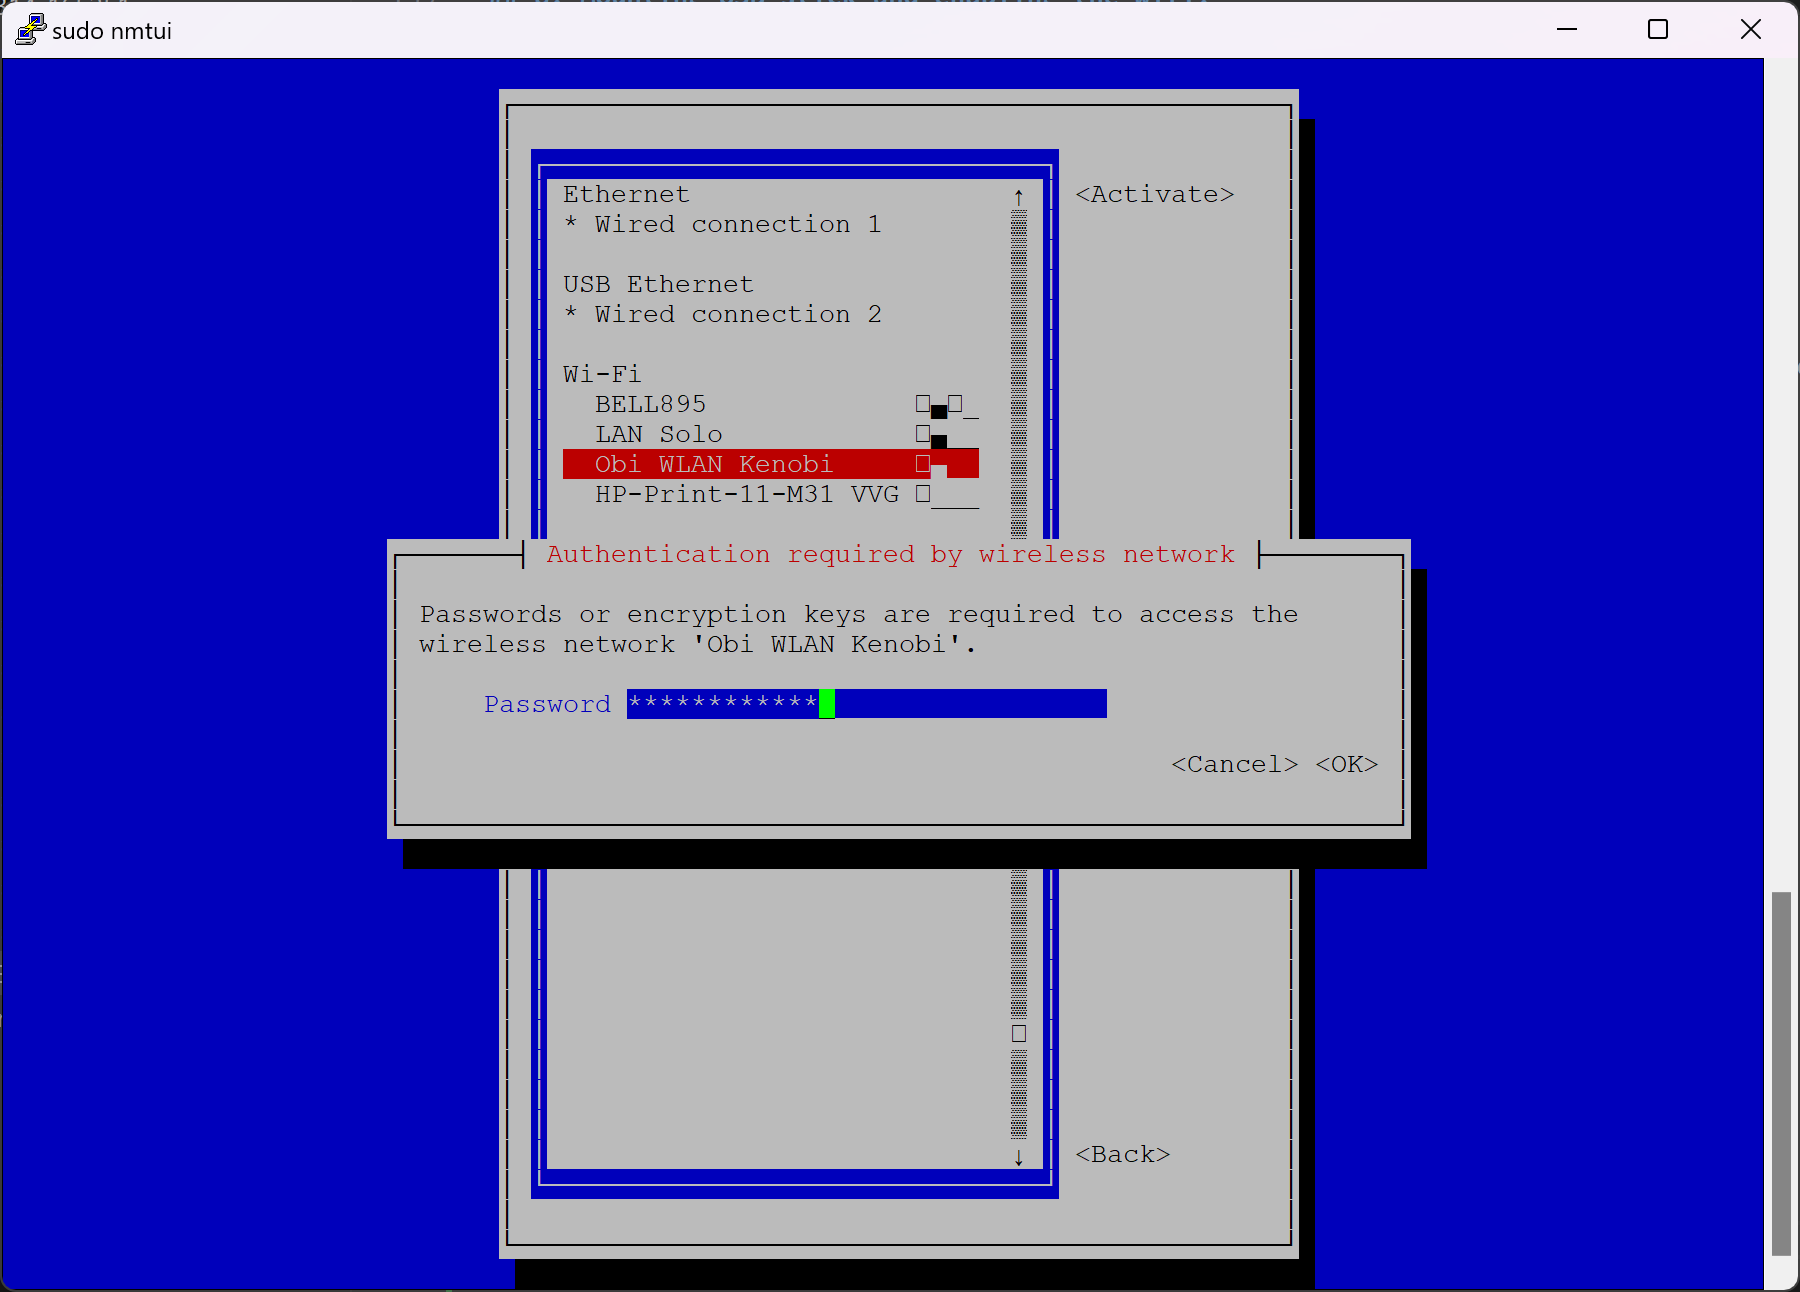 sudo nmtui
Ethernet
<Activate>
* Wired connection 1
USB Ethernet
* Wired connection 2
Wi-Fi
BELL895
LAN Solo
Obi WLAN Kenobi
HP-Print-11-M31 VVG
Authentication required by wireless network
Passwords or encryption keys are required to access the
wireless network 'Obi WLAN Kenobi'.
Password ************
<Cancel> <OK>
<Back>